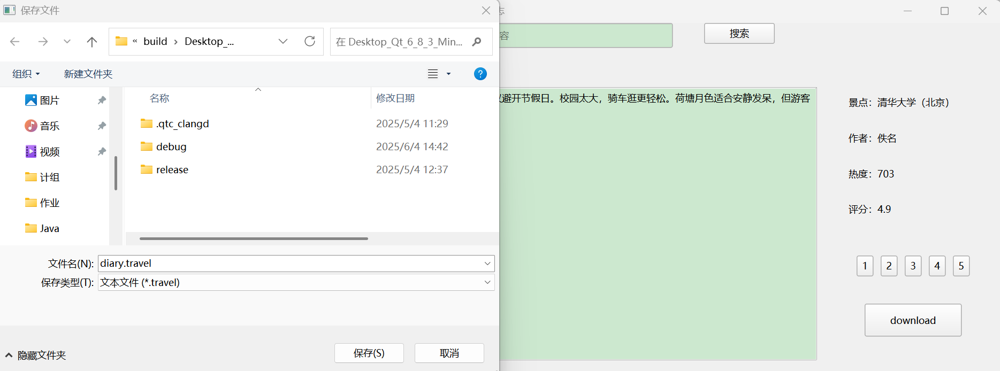 保存文件
志
« build › Desktop_...
在 Desktop_Qt_6_8_3_Min...
容
搜索
组织
新建文件夹
?
名称
修改日期
图片
音乐
视频
计组
作业
Java
.qtc_clangd 2025/5/4 11:29
debug 2025/6/4 14:42
release 2025/5/4 12:37
文件名(N): diary.travel
保存类型(T): 文本文件 (*.travel)
隐藏文件夹
保存(S)
取消
避开节假日。校园太大，骑车逛更轻松。荷塘月色适合安静发呆，但游客
景点：清华大学（北京）
作者：佚名
热度：703
评分：4.9
1 2 3 4 5
download